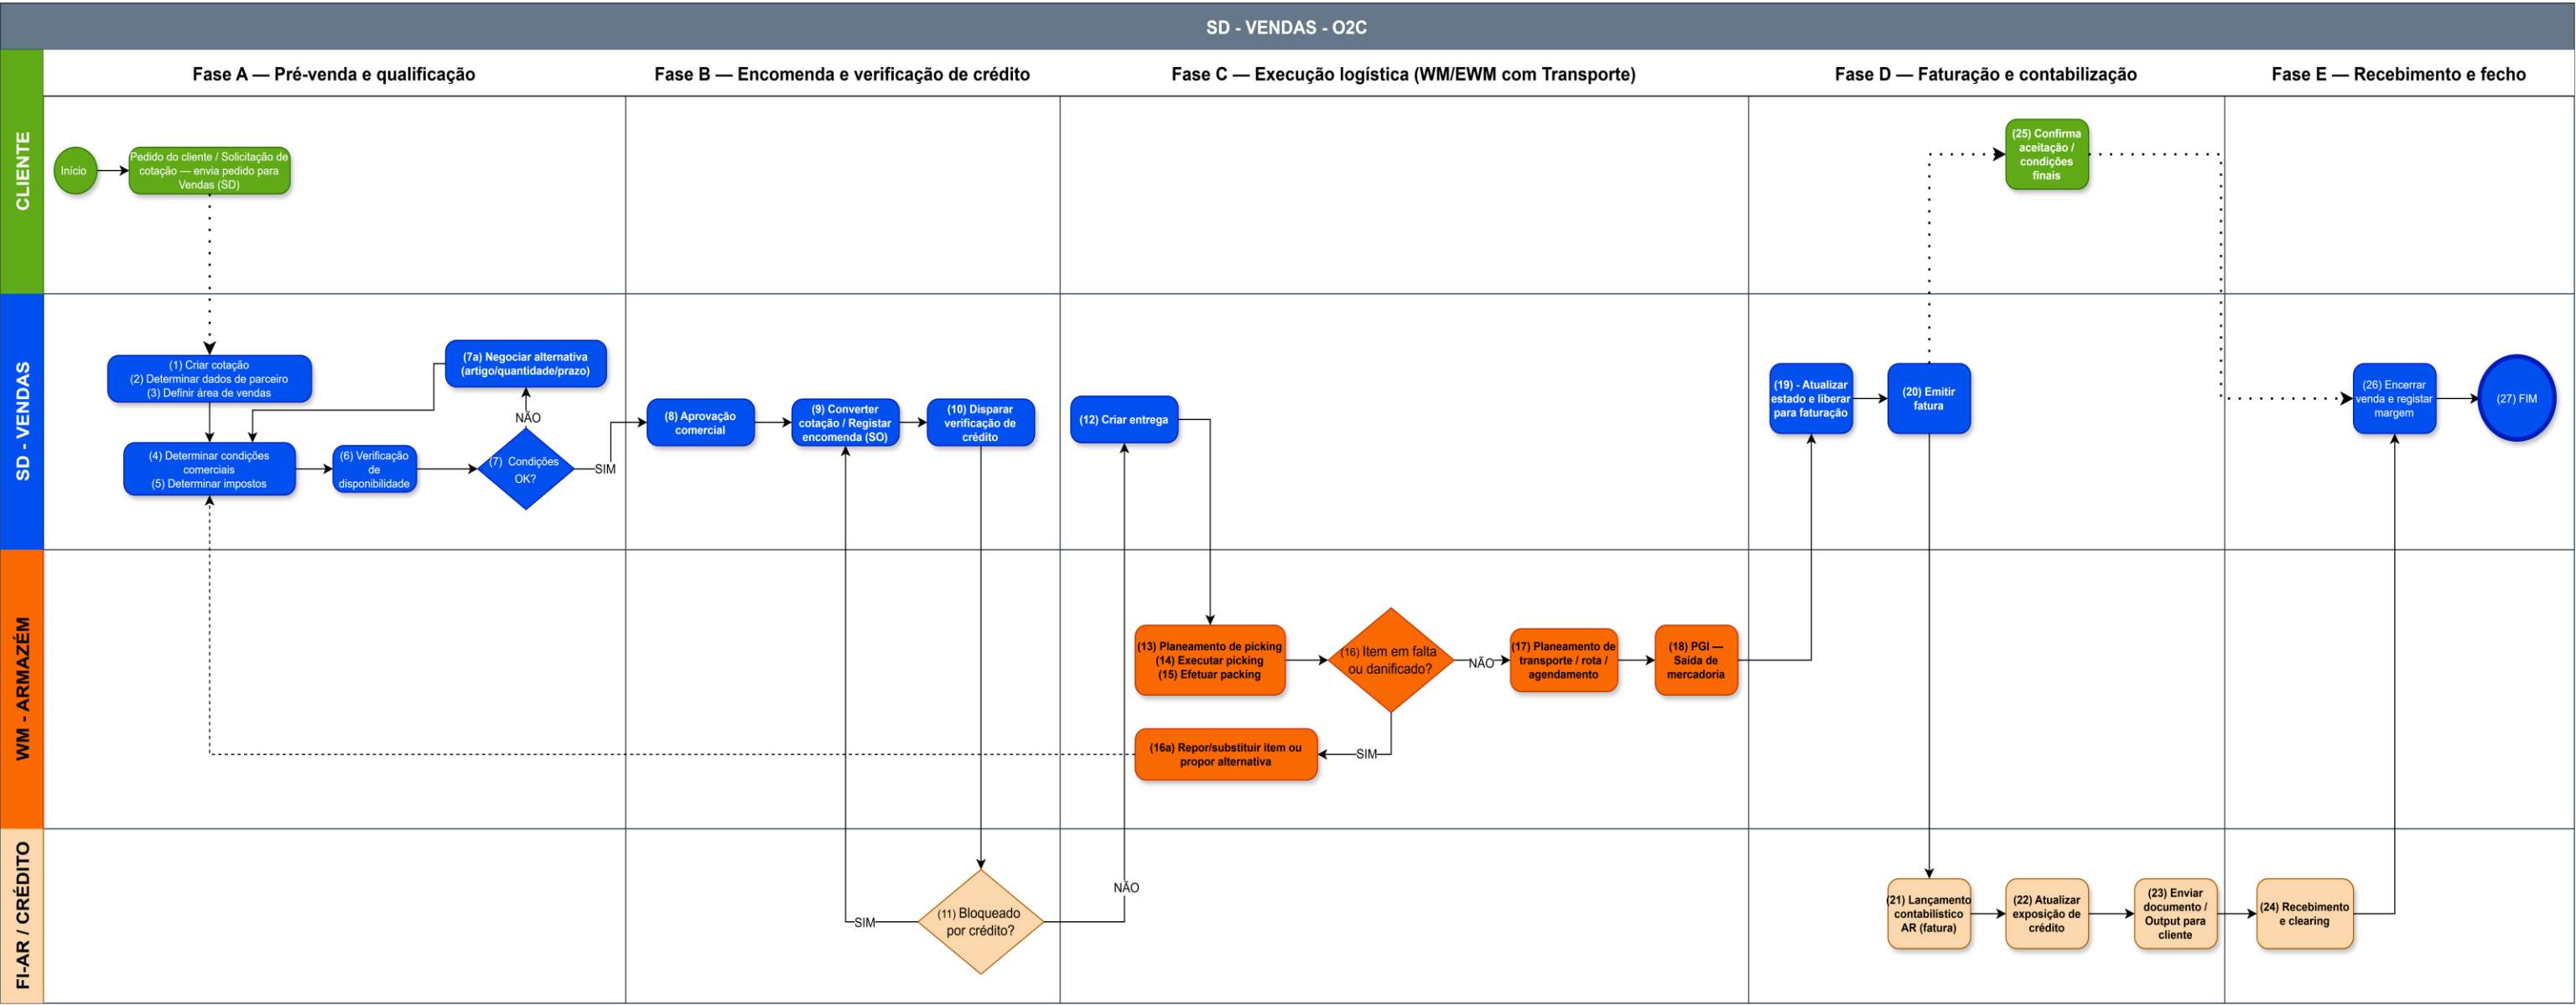 SD - VENDAS - O2C
Fase A — Pré-venda e qualificação
Fase B — Encomenda e verificação de crédito
Fase C — Execução logística (WM/EWM com Transporte)
Fase D — Faturação e contabilização
Fase E — Recebimento e fecho
CLIENTE
Início
Pedido do cliente / Solicitação de
cotação — envia pedido para
Vendas (SD)
(25) Confirma
aceitação /
condições
finais
SD - VENDAS
(1) Criar cotação
(2) Determinar dados de parceiro
(3) Definir área de vendas
(4) Determinar condições
comerciais
(5) Determinar impostos
(6) Verificação
de
disponibilidade
(7a) Negociar alternativa
(artigo/quantidade/prazo)
NÃO
(7) Condições
OK?
SIM
(8) Aprovação
comercial
(9) Converter
cotação / Registar
encomenda (SO)
(10) Disparar
verificação de
crédito
(12) Criar entrega
(19) - Atualizar
estado e liberar
para faturação
(20) Emitir
fatura
(26) Encerrar
venda e registar
margem
(27) FIM
WM - ARMAZÉM
(13) Planeamento de picking
(14) Executar picking
(15) Efetuar packing
(16) Item em falta
ou danificado?
NÃO
(17) Planeamento de
transporte / rota /
agendamento
(18) PGI —
Saída de
mercadoria
(16a) Repor/substituir item ou
propor alternativa
SIM
FI-AR / CRÉDITO
SIM
(11) Bloqueado
por crédito?
NÃO
(21) Lançamento
contabilístico
AR (fatura)
(22) Atualizar
exposição de
crédito
(23) Enviar
documento /
Output para
cliente
(24) Recebimento
e clearing